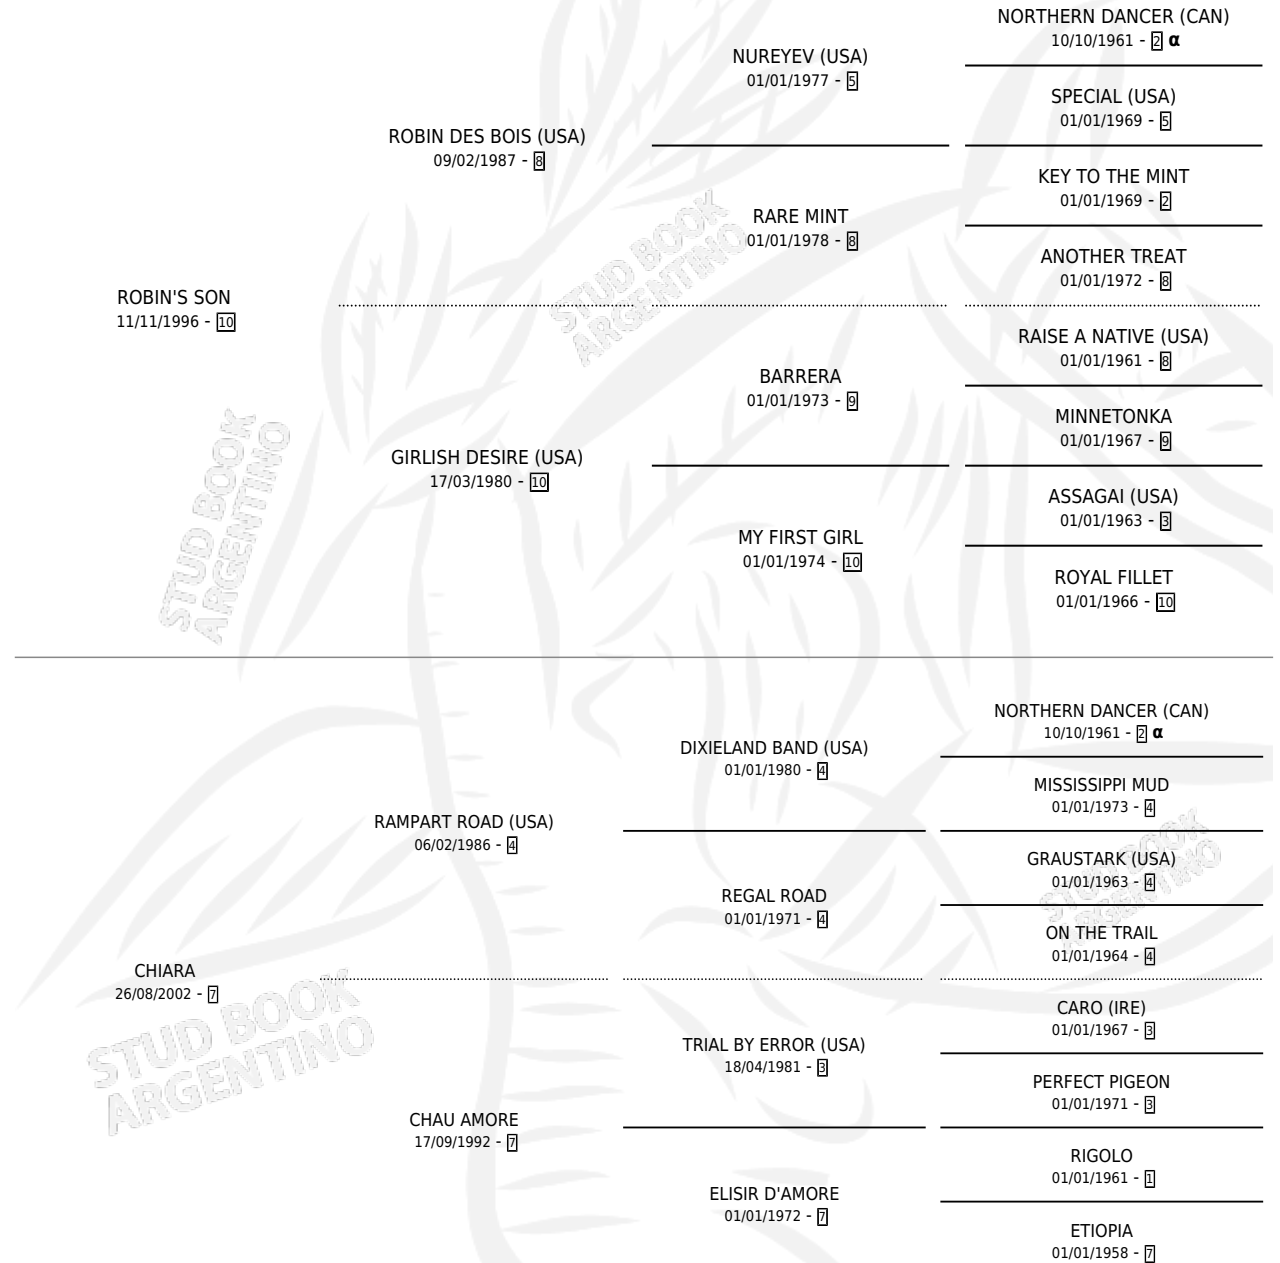 NORTHERN DANCER (CAN)
10/10/1961 - 2 α
NUREYEV (USA)
01/01/1977 - 5
SPECIAL (USA)
01/01/1969 - 5
ROBIN DES BOIS (USA)
09/02/1987 - 8
KEY TO THE MINT
01/01/1969 - 2
RARE MINT
01/01/1978 - 8
ANOTHER TREAT
01/01/1972 - 8
ROBIN'S SON
11/11/1996 - 10
RAISE A NATIVE (USA)
01/01/1961 - 8
BARRERA
01/01/1973 - 9
MINNETONKA
01/01/1967 - 9
GIRLISH DESIRE (USA)
17/03/1980 - 10
ASSAGAI (USA)
01/01/1963 - 3
MY FIRST GIRL
01/01/1974 - 10
ROYAL FILLET
01/01/1966 - 10
NORTHERN DANCER (CAN)
10/10/1961 - 2 α
DIXIELAND BAND (USA)
01/01/1980 - 4
MISSISSIPPI MUD
01/01/1973 - 4
RAMPART ROAD (USA)
06/02/1986 - 4
GRAUSTARK (USA)
01/01/1963 - 4
REGAL ROAD
01/01/1971 - 4
ON THE TRAIL
01/01/1964 - 4
CHIARA
26/08/2002 - 7
CARO (IRE)
01/01/1967 - 3
TRIAL BY ERROR (USA)
18/04/1981 - 3
PERFECT PIGEON
01/01/1971 - 3
CHAU AMORE
17/09/1992 - 7
RIGOLO
01/01/1961 - 1
ELISIR D'AMORE
01/01/1972 - 7
ETIOPIA
01/01/1958 - 7
STUD BOOK
ARGENTINO
STUD BOOK
ARGENTINO
STUD BOOK
ARGENTINO
STUD BOOK
ARGENTINO